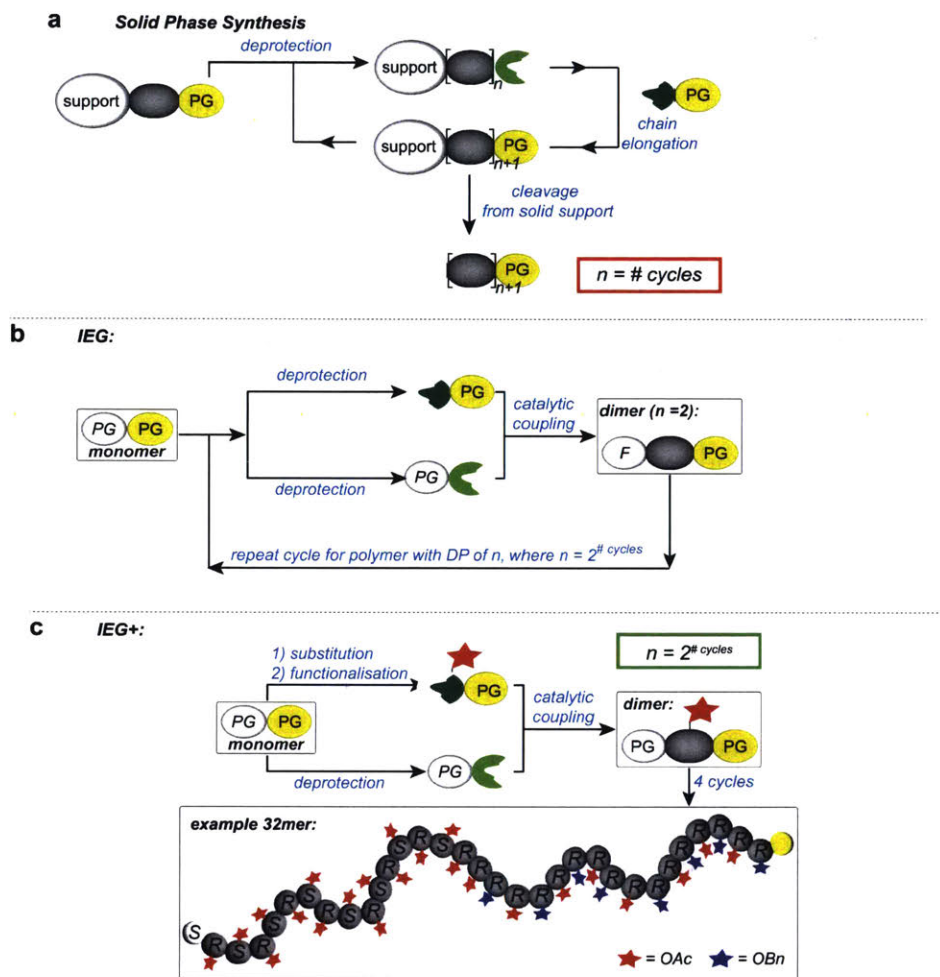 a Solid Phase Synthesis
deprotection
support PG
support [ ] n
PG
chain
elongation
support [ ] n+1 PG
cleavage
from solid support
[ ] n+1 PG
n = # cycles
b IEG:
deprotection
PG
catalytic
coupling
PG PG
monomer
dimer (n =2):
F PG
deprotection
PG
repeat cycle for polymer with DP of n, where n = 2# cycles
c IEG+:
1) substitution
2) functionalisation
n = 2# cycles
PG
catalytic
coupling
PG PG
monomer
dimer:
PG PG
deprotection
PG
4 cycles
example 32mer:
= OAc = OBn